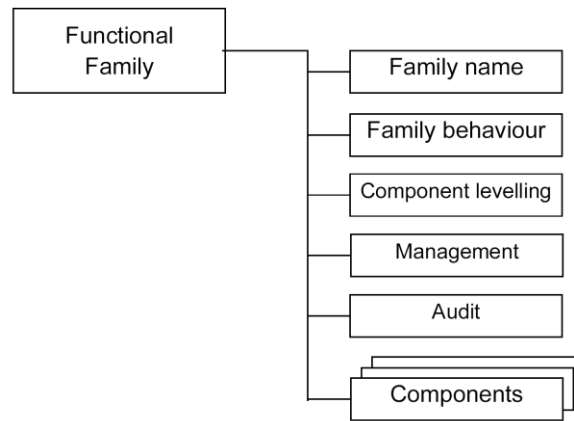 Functional
Family
Family name
Family behaviour
Component levelling
Management
Audit
Components